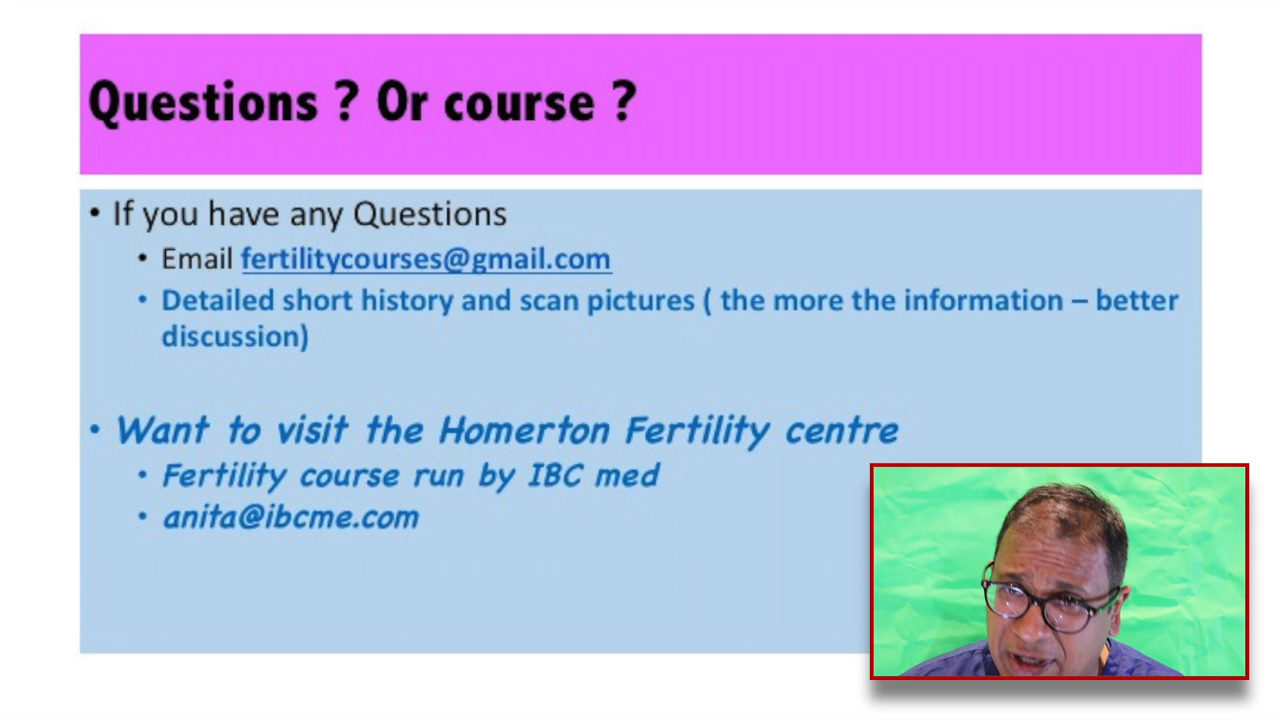 Questions ? Or course ?
• If you have any Questions
• Email fertilitycourses@gmail.com
• Detailed short history and scan pictures ( the more the information – better
discussion)
• Want to visit the Homerton Fertility centre
• Fertility course run by IBC med
• anita@ibcme.com